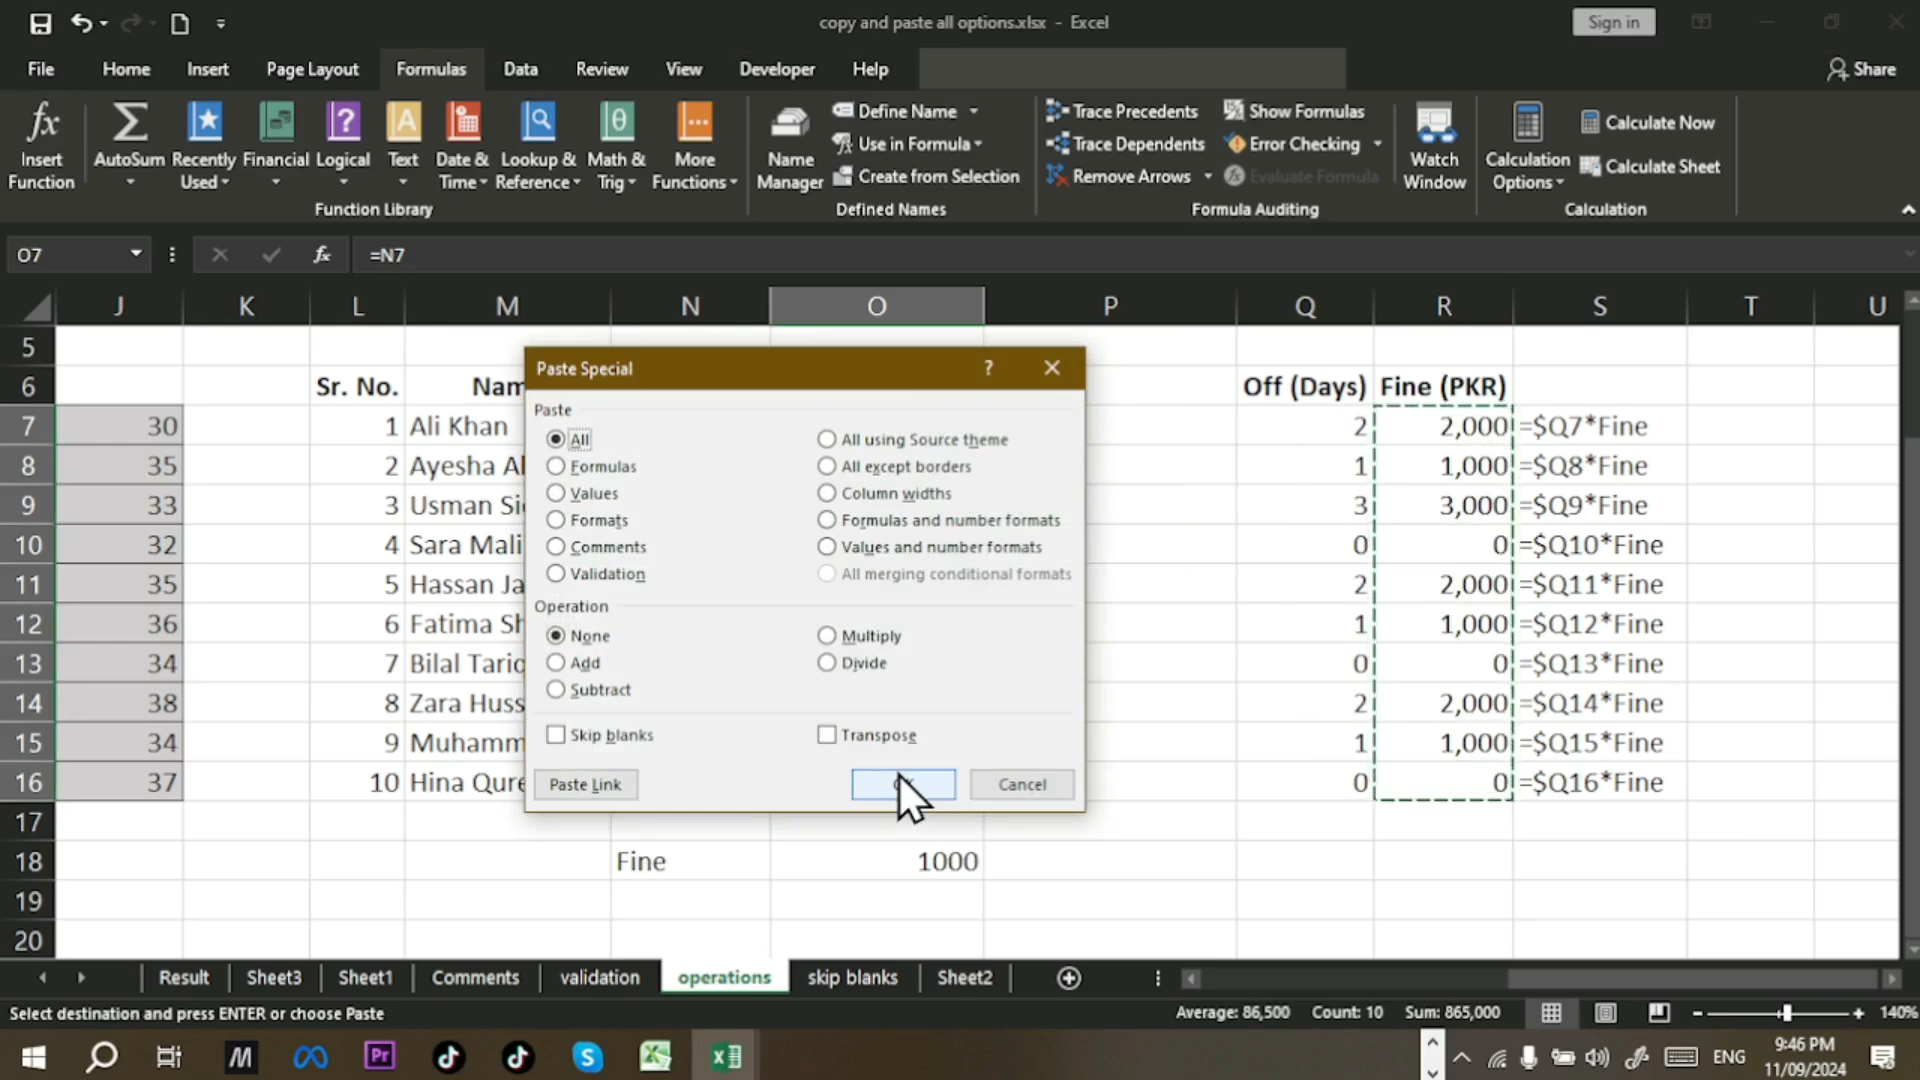 copy and paste all options.xlsx - Excel
Sign in
File Home Insert Page Layout Formulas Data Review View Developer Help Share
Insert Function
AutoSum
Recently Used
Financial
Logical
Text
Date & Time
Lookup & Reference
Math & Trig
More Functions
Function Library
Name Manager
Define Name
Use in Formula
Create from Selection
Defined Names
Trace Precedents
Trace Dependents
Remove Arrows
Show Formulas
Error Checking
Evaluate Formula
Formula Auditing
Watch Window
Calculation Options
Calculate Now
Calculate Sheet
Calculation
O7 fx =N7
J K L M N O P Q R S T U
5
6 Sr. No. Off (Days) Fine (PKR)
7 30 1 Ali Khan 2 2,000 =$Q7*Fine
8 35 2 Ayesha 1 1,000 =$Q8*Fine
9 33 3 Usman 3 3,000 =$Q9*Fine
10 32 4 Sara 0 0 =$Q10*Fine
11 35 5 Hassan 2 2,000 =$Q11*Fine
12 36 6 Fatima 1 1,000 =$Q12*Fine
13 34 7 Bilal 0 0 =$Q13*Fine
14 38 8 Zara 2 2,000 =$Q14*Fine
15 34 9 1 1,000 =$Q15*Fine
16 37 10 Hina 0 0 =$Q16*Fine
17
18 Fine 1000
19
20
Paste Special ?
Paste
All All using Source theme
Formulas All except borders
Values Column widths
Formats Formulas and number formats
Comments Values and number formats
Validation All merging conditional formats
Operation
None Multiply
Add Divide
Subtract
Skip blanks Transpose
Paste Link Cancel
Result Sheet3 Sheet1 Comments validation operations skip blanks Sheet2
Select destination and press ENTER or choose Paste Average: 86,500 Count: 10 Sum: 865,000 140%
Pr ENG 9:46 PM
11/09/2024